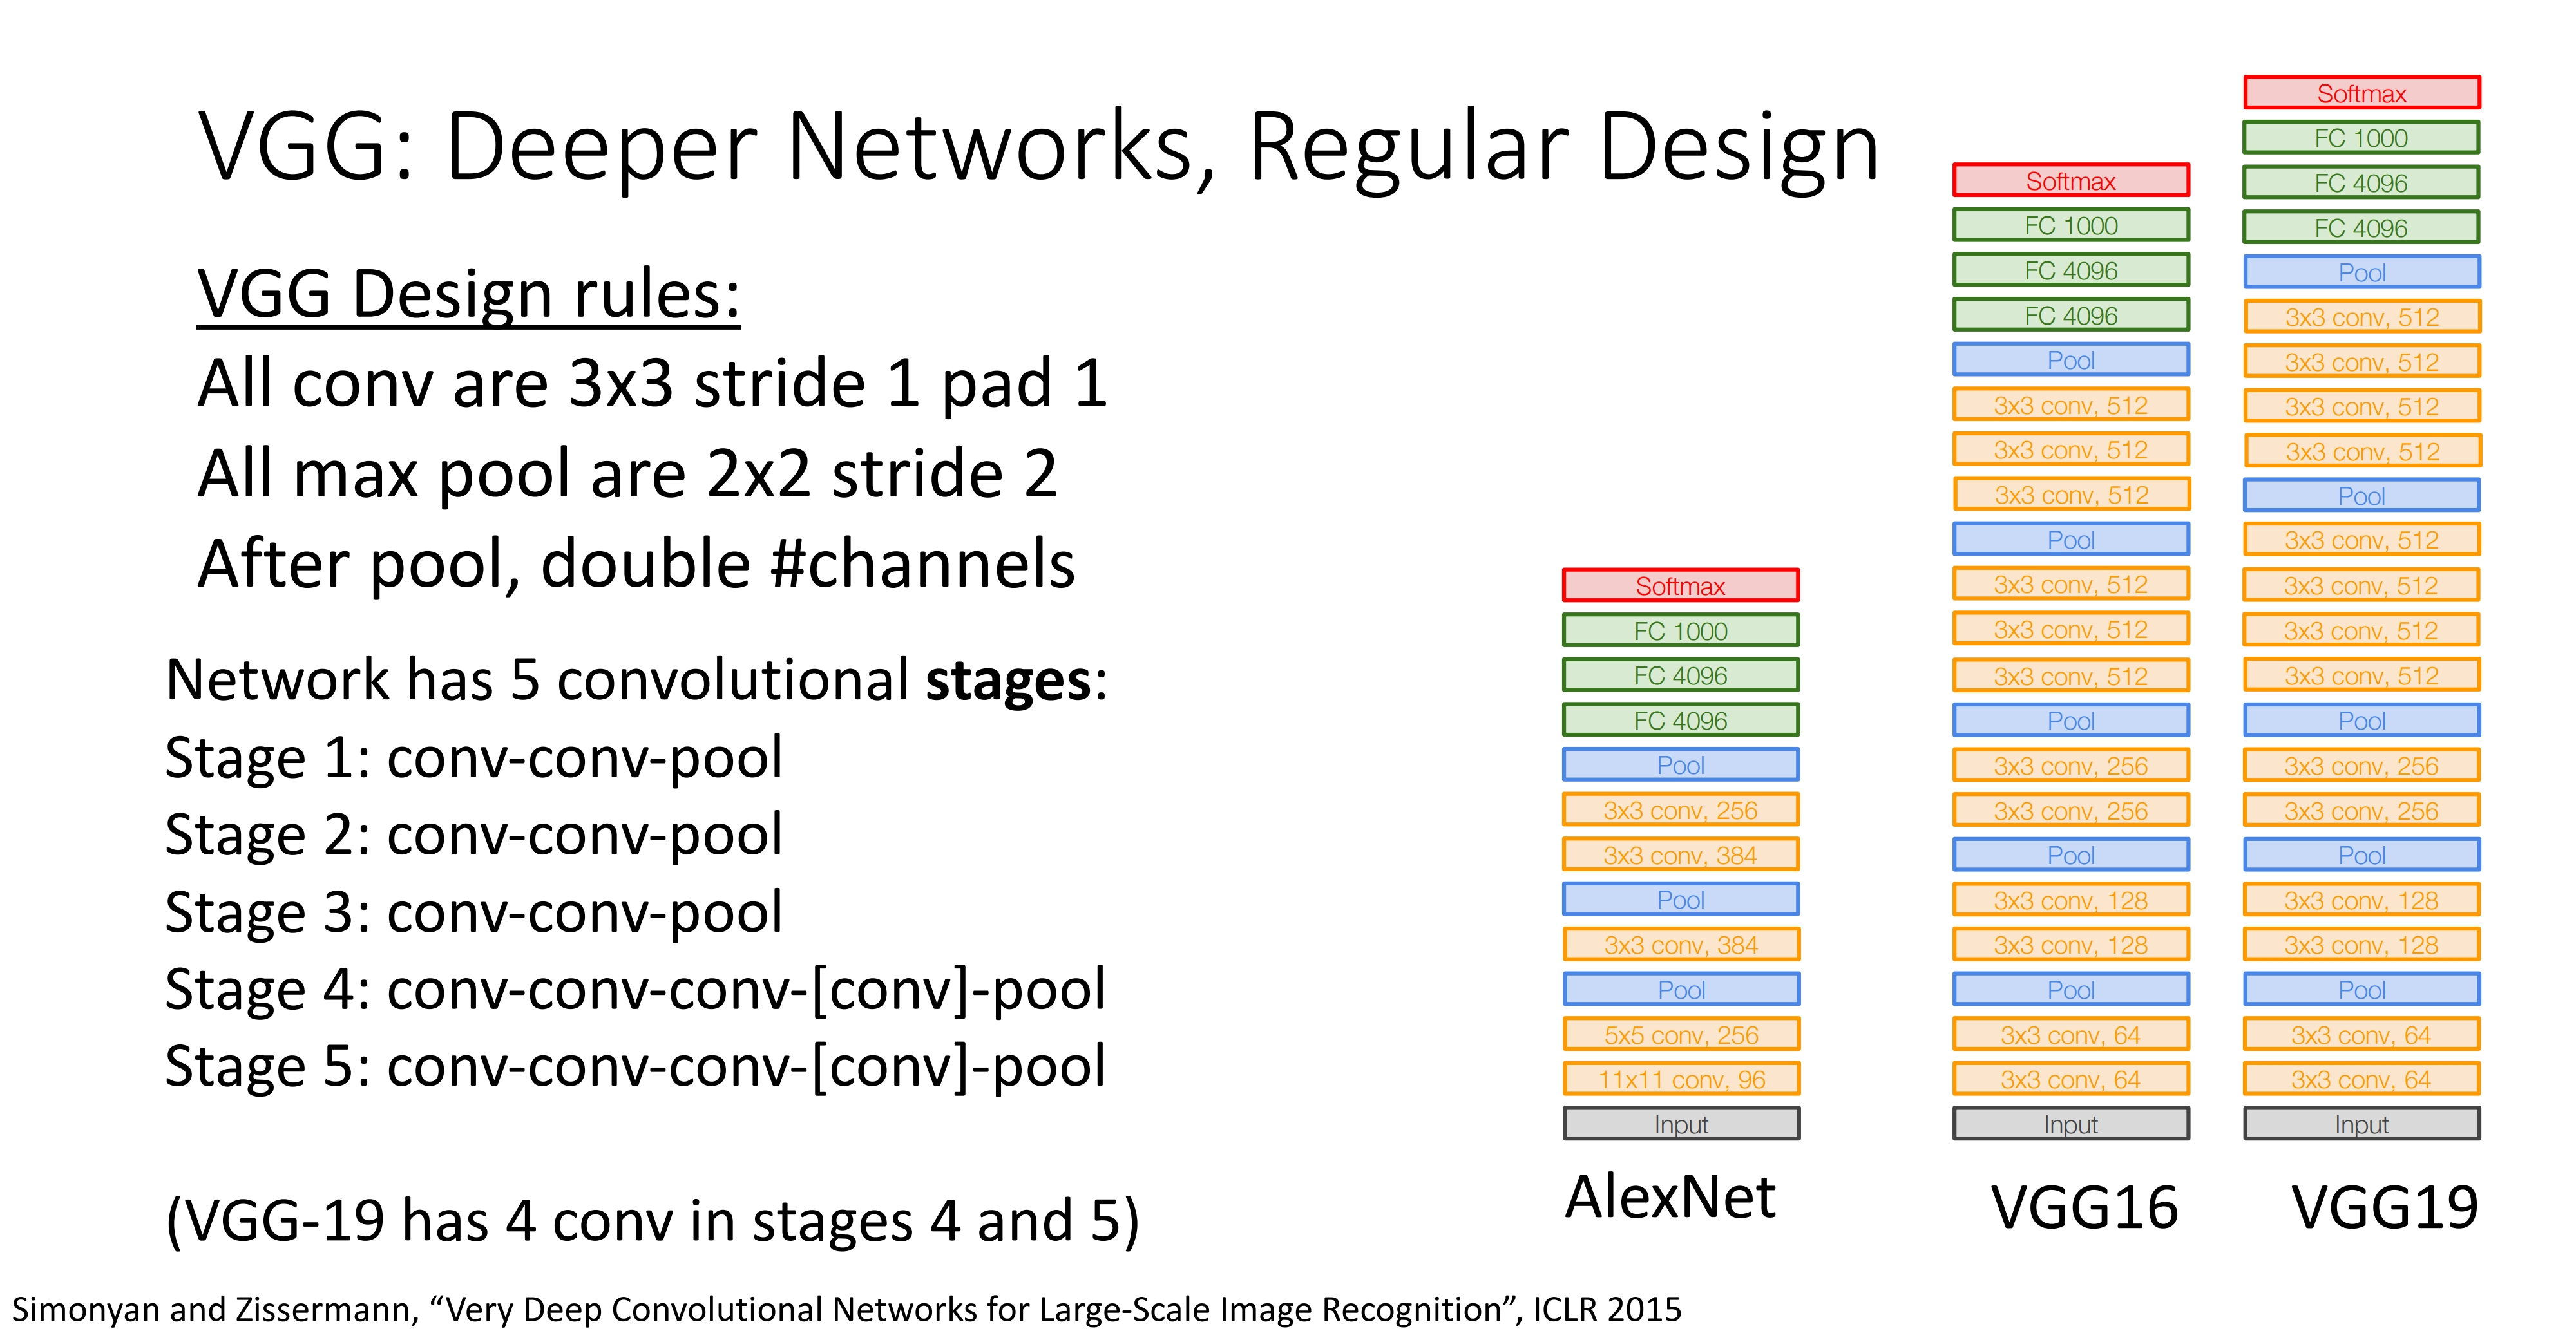 VGG: Deeper Networks, Regular Design
VGG Design rules:
All conv are 3x3 stride 1 pad 1
All max pool are 2x2 stride 2
After pool, double #channels
Network has 5 convolutional stages:
Stage 1: conv-conv-pool
Stage 2: conv-conv-pool
Stage 3: conv-conv-pool
Stage 4: conv-conv-conv-[conv]-pool
Stage 5: conv-conv-conv-[conv]-pool
(VGG-19 has 4 conv in stages 4 and 5)
Softmax
FC 1000
FC 4096
FC 4096
Pool
3x3 conv, 256
3x3 conv, 384
Pool
3x3 conv, 384
Pool
5x5 conv, 256
11x11 conv, 96
Input
AlexNet
Softmax
FC 1000
FC 4096
FC 4096
Pool
3x3 conv, 512
3x3 conv, 512
3x3 conv, 512
Pool
3x3 conv, 512
3x3 conv, 512
3x3 conv, 512
Pool
3x3 conv, 256
3x3 conv, 256
Pool
3x3 conv, 128
3x3 conv, 128
Pool
3x3 conv, 64
3x3 conv, 64
Input
VGG16
Softmax
FC 1000
FC 4096
FC 4096
Pool
3x3 conv, 512
3x3 conv, 512
3x3 conv, 512
3x3 conv, 512
Pool
3x3 conv, 512
3x3 conv, 512
3x3 conv, 512
3x3 conv, 512
Pool
3x3 conv, 256
3x3 conv, 256
Pool
3x3 conv, 128
3x3 conv, 128
Pool
3x3 conv, 64
3x3 conv, 64
Input
VGG19
Simonyan and Zissermann, “Very Deep Convolutional Networks for Large-Scale Image Recognition”, ICLR 2015